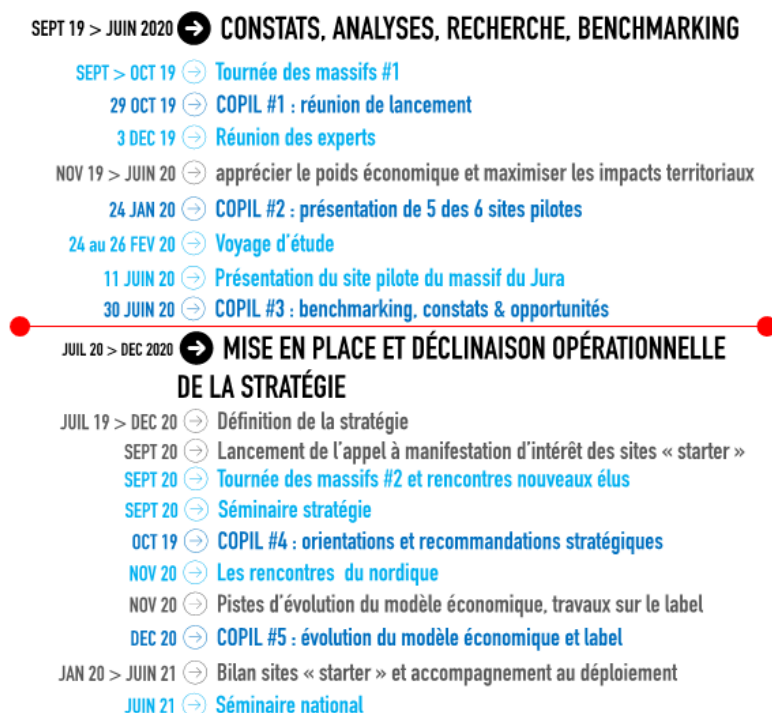 SEPT 19 > JUIN 2020 CONSTATS, ANALYSES, RECHERCHE, BENCHMARKING
SEPT > OCT 19 Tournée des massifs #1
29 OCT 19 COPIL #1 : réunion de lancement
3 DEC 19 Réunion des experts
NOV 19 > JUIN 20 apprécier le poids économique et maximiser les impacts territoriaux
24 JAN 20 COPIL #2 : présentation de 5 des 6 sites pilotes
24 au 26 FEV 20 Voyage d'étude
11 JUIN 20 Présentation du site pilote du massif du Jura
30 JUIN 20 COPIL #3 : benchmarking, constats & opportunités
JUIL 20 > DEC 2020 MISE EN PLACE ET DÉCLINAISON OPÉRATIONNELLE
DE LA STRATÉGIE
JUIL 19 > DEC 20 Définition de la stratégie
SEPT 20 Lancement de l'appel à manifestation d'intérêt des sites « starter »
SEPT 20 Tournée des massifs #2 et rencontres nouveaux élus
SEPT 20 Séminaire stratégie
OCT 19 COPIL #4 : orientations et recommandations stratégiques
NOV 20 Les rencontres du nordique
NOV 20 Pistes d'évolution du modèle économique, travaux sur le label
DEC 20 COPIL #5 : évolution du modèle économique et label
JAN 20 > JUIN 21 Bilan sites « starter » et accompagnement au déploiement
JUIN 21 Séminaire national